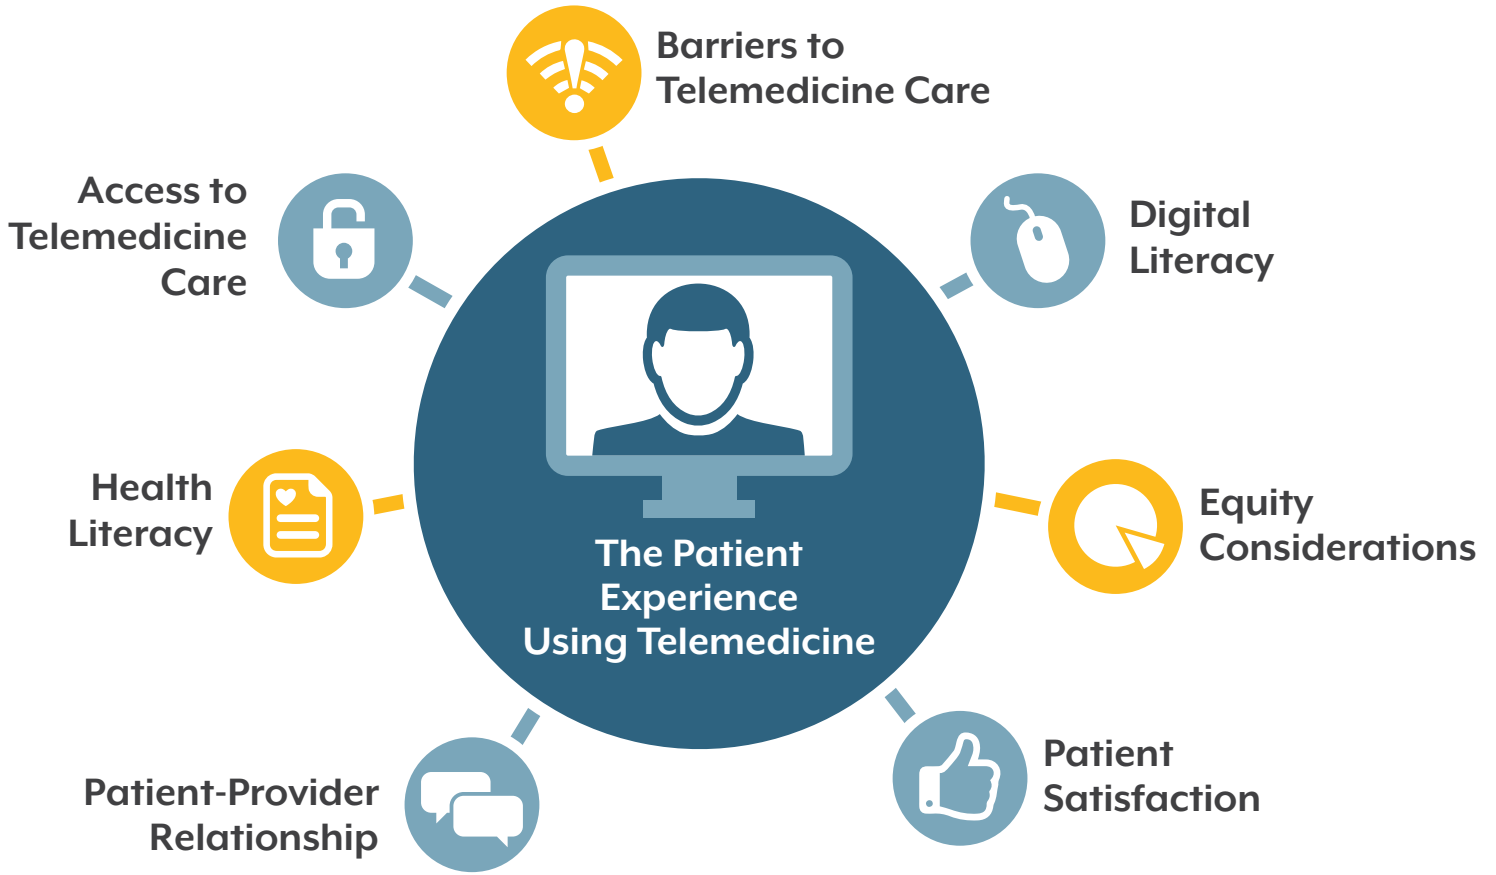 Barriers to
Telemedicine Care
Access to
Telemedicine
Care
Digital
Literacy
Health
Literacy
Equity
Considerations
The Patient
Experience
Using Telemedicine
Patient-Provider
Relationship
Patient
Satisfaction